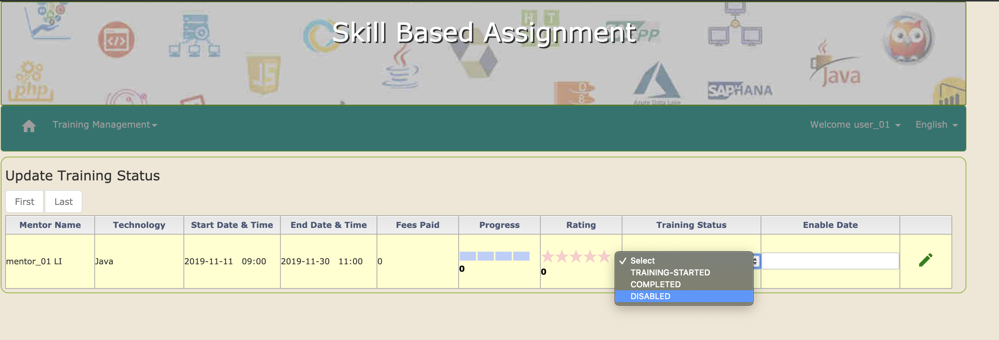 Skill Based Assignment
H T
PP
</>
JS
php
Java
D
8
SAP HANA
Azure Data Lake
Training Management
Welcome user_01
English
Update Training Status
First Last
Mentor Name Technology Start Date & Time End Date & Time Fees Paid Progress Rating Training Status Enable Date
mentor_01 LI Java 2019-11-11 09:00 2019-11-30 11:00 0 0 0
✓ Select
TRAINING-STARTED
COMPLETED
DISABLED